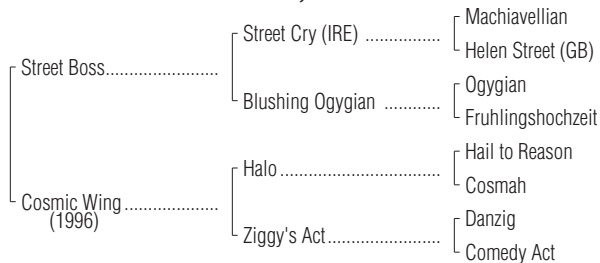 Machiavellian
Street Cry (IRE) ................
Helen Street (GB)
Street Boss........................
Ogygian
Blushing Ogygian ............
Fruhlingshochzeit
Hail to Reason
Halo ..................................
Cosmah
Cosmic Wing ....................
(1996)
Danzig
Ziggy's Act........................
Comedy Act